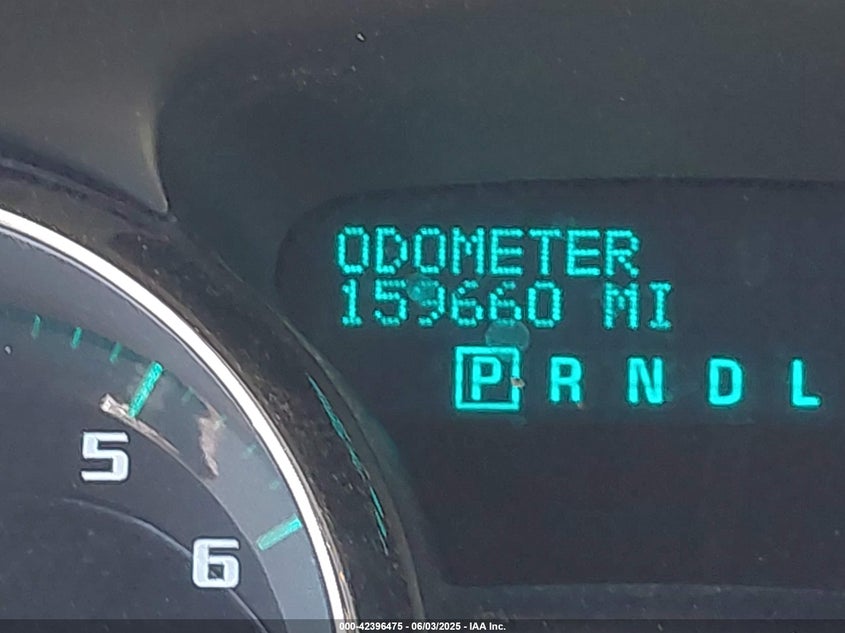 ODOMETER
159660 MI
P R N D L
5
6
000-42396475 - 06/03/2025 - IAA Inc.